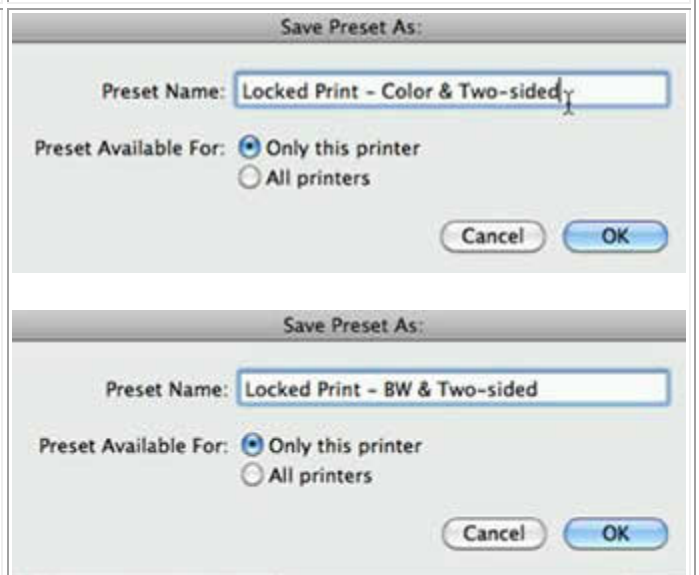 Save Preset As:
Preset Name: Locked Print – Color & Two-sided
Preset Available For: Only this printer
All printers
Cancel OK
Save Preset As:
Preset Name: Locked Print – BW & Two-sided
Preset Available For: Only this printer
All printers
Cancel OK